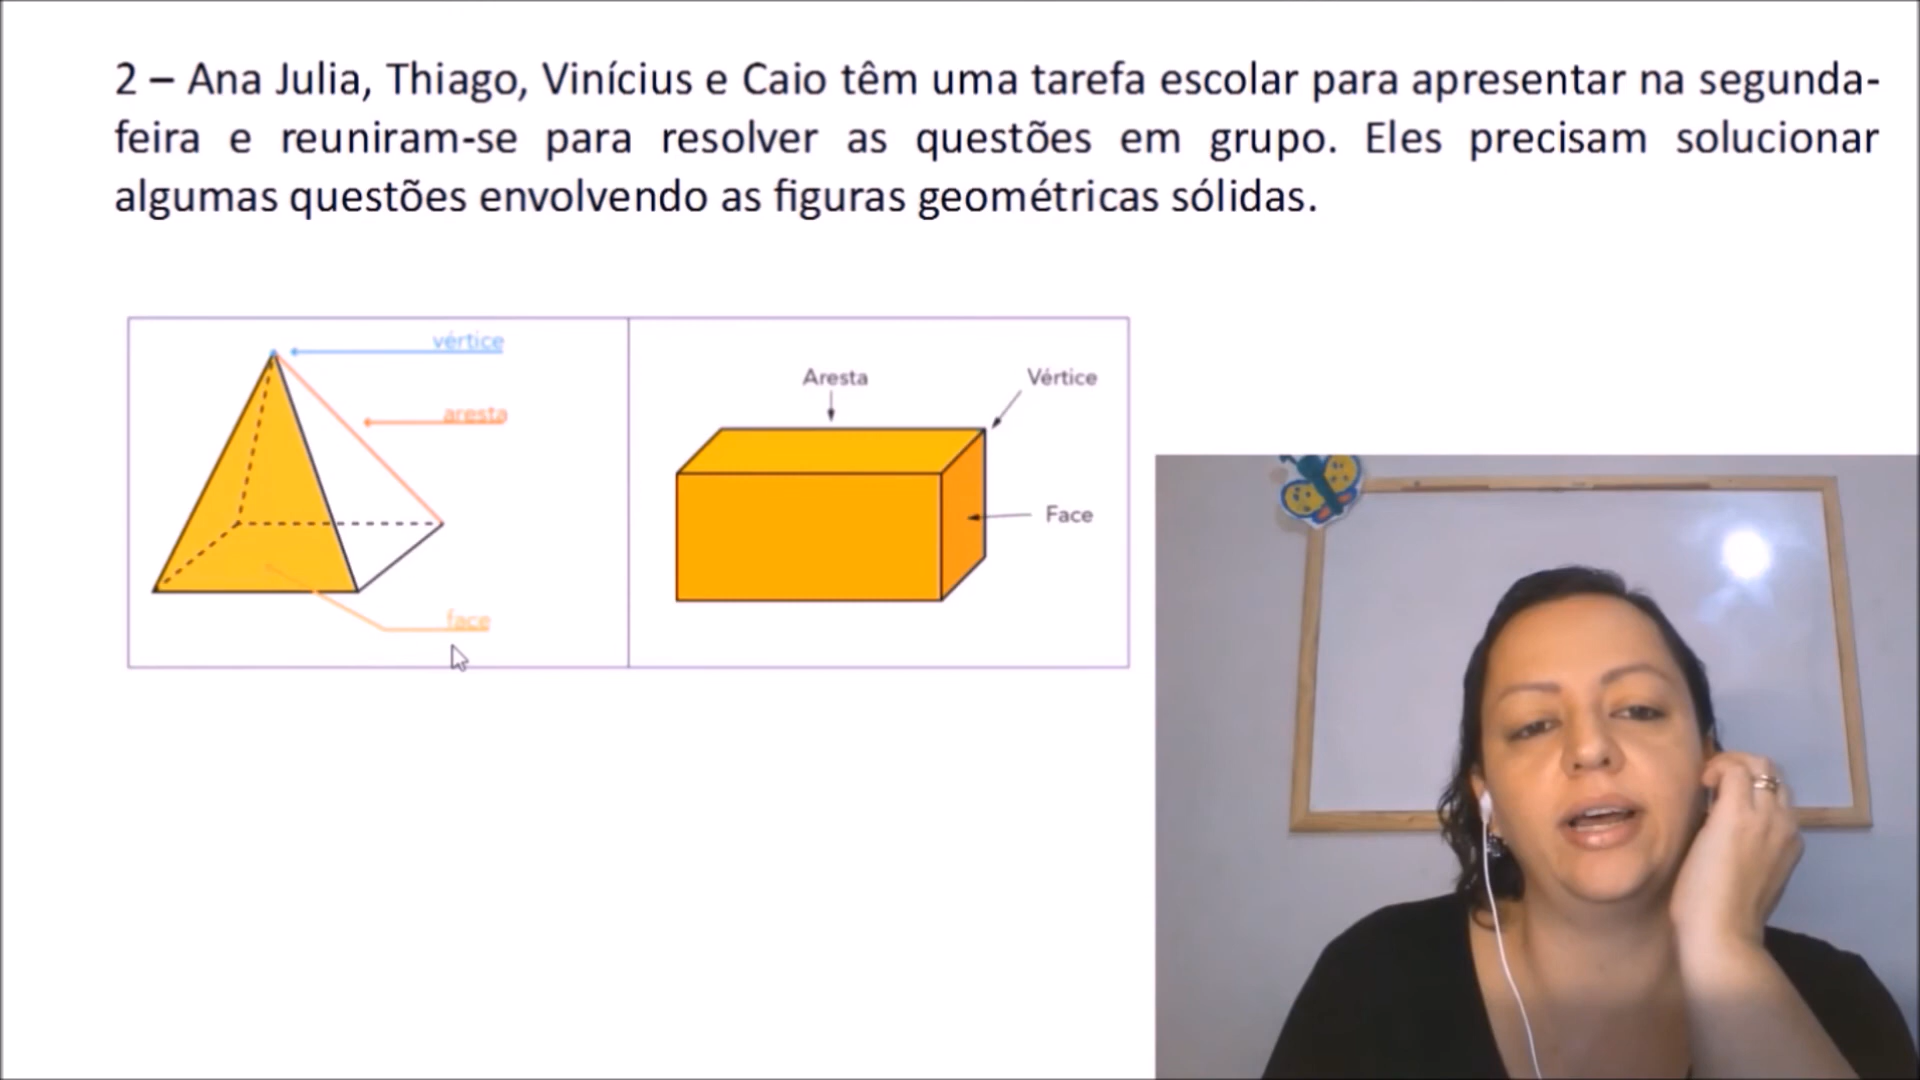 2 – Ana Julia, Thiago, Vinícius e Caio têm uma tarefa escolar para apresentar na segunda-
feira e reuniram-se para resolver as questões em grupo. Eles precisam solucionar
algumas questões envolvendo as figuras geométricas sólidas.
vértice
aresta
face
Aresta
Vértice
Face